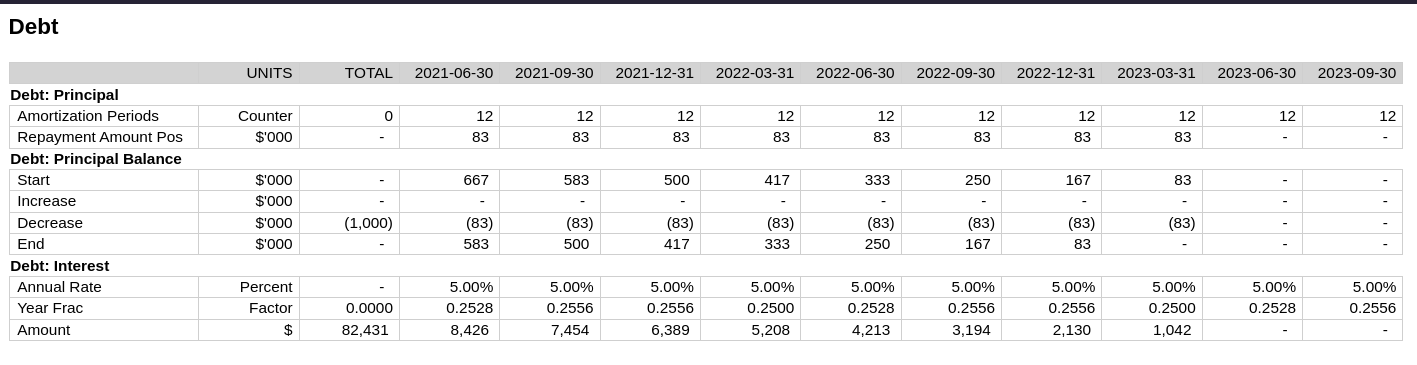 Debt
UNITS TOTAL 2021-06-30 2021-09-30 2021-12-31 2022-03-31 2022-06-30 2022-09-30 2022-12-31 2023-03-31 2023-06-30 2023-09-30
Debt: Principal
Amortization Periods Counter 0 12 12 12 12 12 12 12 12 12 12
Repayment Amount Pos $'000 - 83 83 83 83 83 83 83 83 - -
Debt: Principal Balance
Start $'000 - 667 583 500 417 333 250 167 83 - -
Increase $'000 - - - - - - - - - - -
Decrease $'000 (1,000) (83) (83) (83) (83) (83) (83) (83) (83) - -
End $'000 - 583 500 417 333 250 167 83 - - -
Debt: Interest
Annual Rate Percent - 5.00% 5.00% 5.00% 5.00% 5.00% 5.00% 5.00% 5.00% 5.00% 5.00%
Year Frac Factor 0.0000 0.2528 0.2556 0.2556 0.2500 0.2528 0.2556 0.2556 0.2500 0.2528 0.2556
Amount $ 82,431 8,426 7,454 6,389 5,208 4,213 3,194 2,130 1,042 - -